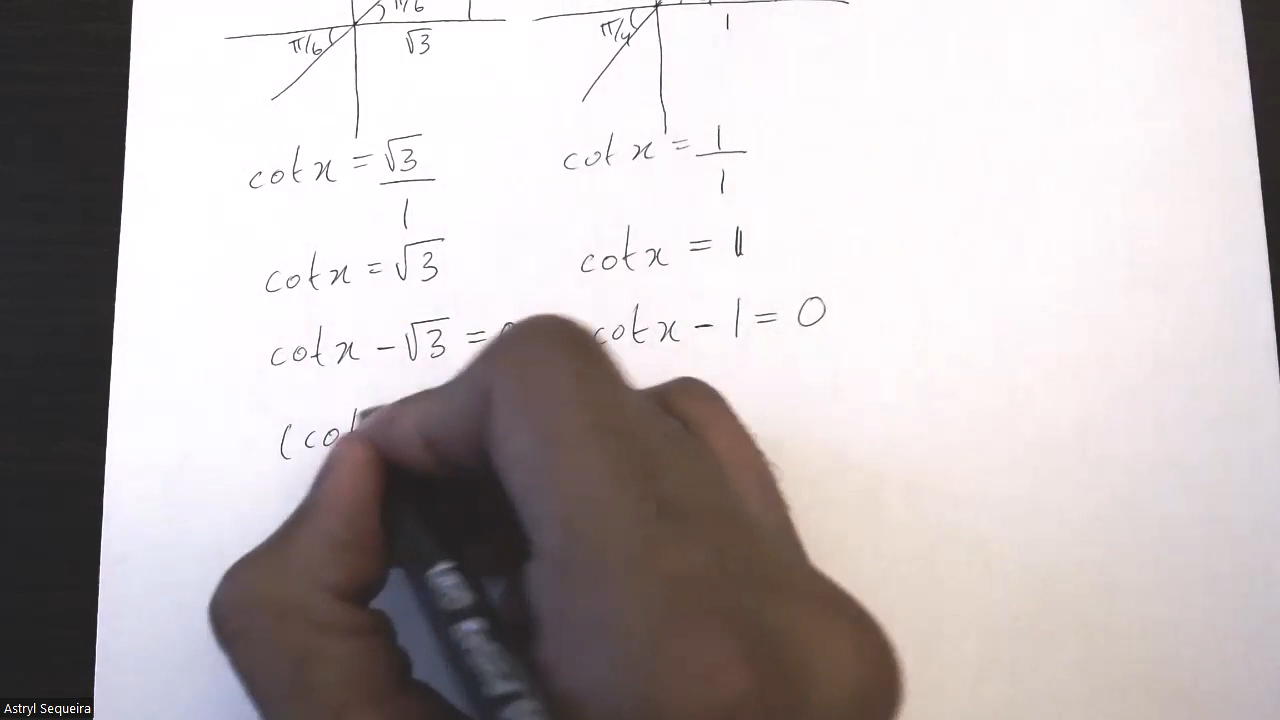 π/6
π/6 √3
π/4 1
cot x = √3/1
cot x = 1/1
cot x = √3
cot x = 1
cot x - √3 =
cot x - 1 = 0
(cot
Astryl Sequeira